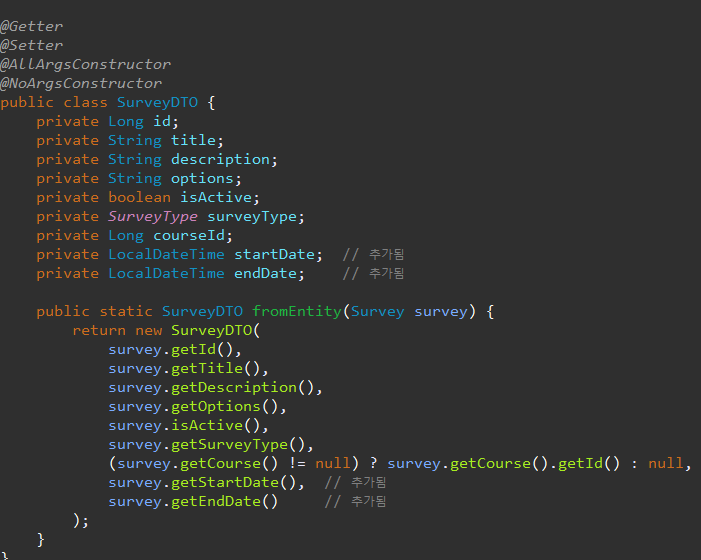 @Getter
@Setter
@AllArgsConstructor
@NoArgsConstructor
public class SurveyDTO {
    private Long id;
    private String title;
    private String description;
    private String options;
    private boolean isActive;
    private SurveyType surveyType;
    private Long courseId;
    private LocalDateTime startDate;  // 추가됨
    private LocalDateTime endDate;    // 추가됨

    public static SurveyDTO fromEntity(Survey survey) {
        return new SurveyDTO(
            survey.getId(),
            survey.getTitle(),
            survey.getDescription(),
            survey.getOptions(),
            survey.isActive(),
            survey.getSurveyType(),
            (survey.getCourse() != null) ? survey.getCourse().getId() : null,
            survey.getStartDate(),  // 추가됨
            survey.getEndDate()     // 추가됨
        );
    }
}